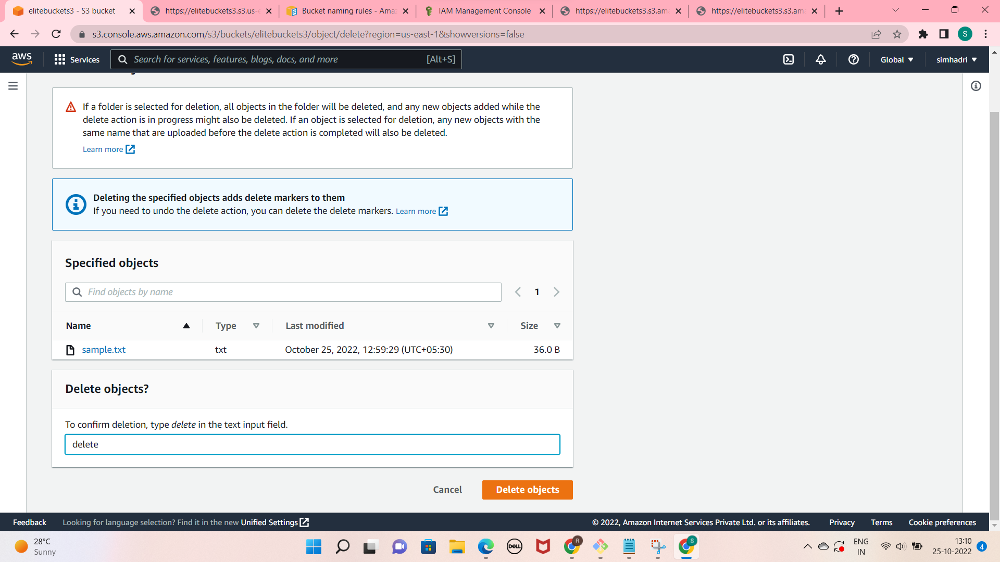 elitebuckets3 - S3 bucket
https://elitebuckets3.s3.us-e
Bucket naming rules - Amaz
IAM Management Console
https://elitebuckets3.s3.ama
https://elitebuckets3.s3.ama
s3.console.aws.amazon.com/s3/buckets/elitebuckets3/object/delete?region=us-east-1&showversions=false
S
aws
Services
Search for services, features, blogs, docs, and more
[Alt+S]
Global
simhadri
If a folder is selected for deletion, all objects in the folder will be deleted, and any new objects added while the
delete action is in progress might also be deleted. If an object is selected for deletion, any new objects with the
same name that are uploaded before the delete action is completed will also be deleted.
Learn more
Deleting the specified objects adds delete markers to them
If you need to undo the delete action, you can delete the delete markers. Learn more
Specified objects
Find objects by name
1
Name Type Last modified Size
sample.txt txt October 25, 2022, 12:59:29 (UTC+05:30) 36.0 B
Delete objects?
To confirm deletion, type delete in the text input field.
delete
Cancel
Delete objects
Feedback
Looking for language selection? Find it in the new Unified Settings
© 2022, Amazon Internet Services Private Ltd. or its affiliates.
Privacy
Terms
Cookie preferences
28°C
Sunny
DELL
R
S
ENG
IN
13:10
25-10-2022
4